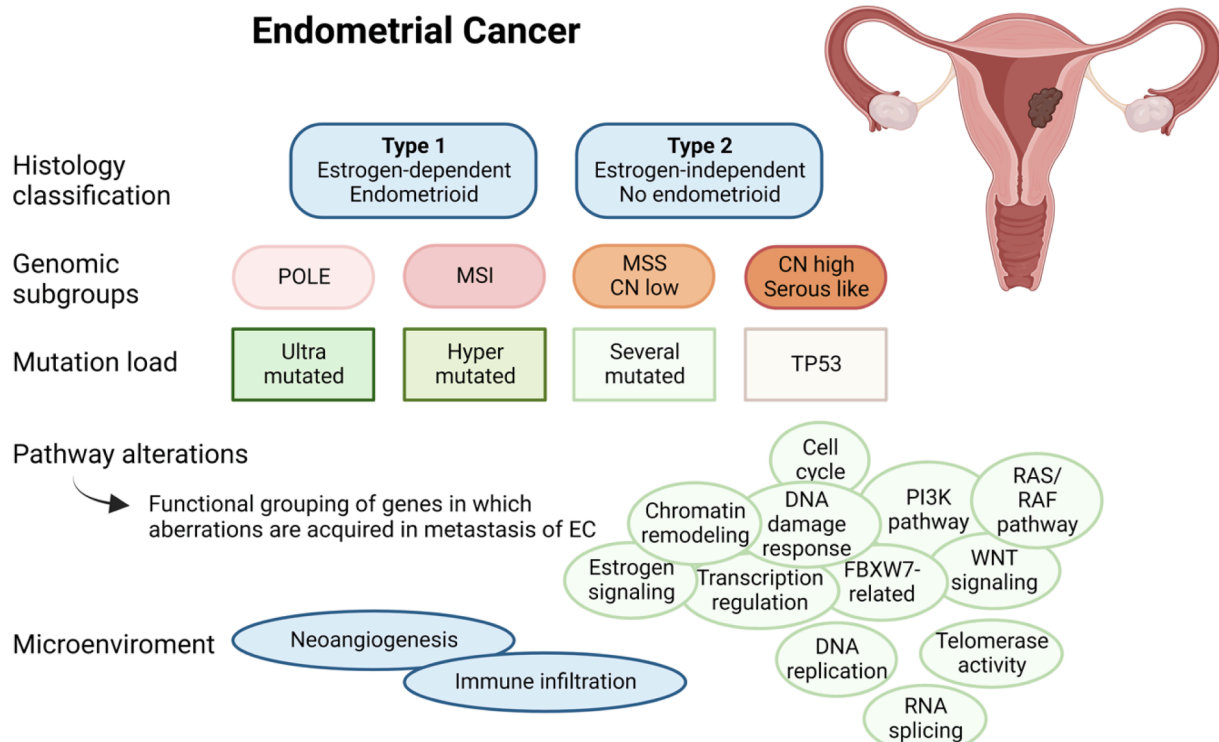 Endometrial Cancer
Histology
classification
Type 1
Estrogen-dependent
Endometrioid
Type 2
Estrogen-independent
No endometrioid
Genomic
subgroups
POLE
MSI
MSS
CN low
CN high
Serous like
Mutation load
Ultra
mutated
Hyper
mutated
Several
mutated
TP53
Pathway alterations
Functional grouping of genes in which
aberrations are acquired in metastasis of EC
Cell
cycle
Chromatin
remodeling
DNA
damage
response
PI3K
pathway
RAS/
RAF
pathway
Estrogen
signaling
Transcription
regulation
FBXW7-
related
WNT
signaling
DNA
replication
Telomerase
activity
RNA
splicing
Microenviroment
Neoangiogenesis
Immune infiltration